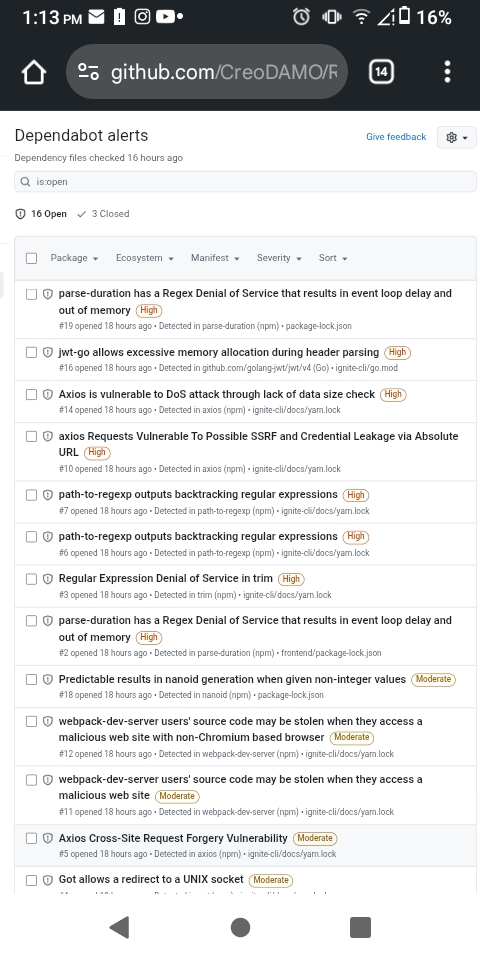 1:13 PM 16%
github.com/CreoDAMO/R
14
Dependabot alerts
Give feedback
Dependency files checked 16 hours ago
is:open
16 Open 3 Closed
Package Ecosystem Manifest Severity Sort
parse-duration has a Regex Denial of Service that results in event loop delay and
out of memory High
#19 opened 18 hours ago • Detected in parse-duration (npm) • package-lock.json
jwt-go allows excessive memory allocation during header parsing High
#16 opened 18 hours ago • Detected in github.com/golang-jwt/jwt/v4 (Go) • ignite-cli/go.mod
Axios is vulnerable to DoS attack through lack of data size check High
#14 opened 18 hours ago • Detected in axios (npm) • ignite-cli/docs/yarn.lock
axios Requests Vulnerable To Possible SSRF and Credential Leakage via Absolute
URL High
#10 opened 18 hours ago • Detected in axios (npm) • ignite-cli/docs/yarn.lock
path-to-regexp outputs backtracking regular expressions High
#7 opened 18 hours ago • Detected in path-to-regexp (npm) • ignite-cli/docs/yarn.lock
path-to-regexp outputs backtracking regular expressions High
#6 opened 18 hours ago • Detected in path-to-regexp (npm) • ignite-cli/docs/yarn.lock
Regular Expression Denial of Service in trim High
#3 opened 18 hours ago • Detected in trim (npm) • ignite-cli/docs/yarn.lock
parse-duration has a Regex Denial of Service that results in event loop delay and
out of memory High
#2 opened 18 hours ago • Detected in parse-duration (npm) • frontend/package-lock.json
Predictable results in nanoid generation when given non-integer values Moderate
#18 opened 18 hours ago • Detected in nanoid (npm) • package-lock.json
webpack-dev-server users' source code may be stolen when they access a
malicious web site with non-Chromium based browser Moderate
#12 opened 18 hours ago • Detected in webpack-dev-server (npm) • ignite-cli/docs/yarn.lock
webpack-dev-server users' source code may be stolen when they access a
malicious web site Moderate
#11 opened 18 hours ago • Detected in webpack-dev-server (npm) • ignite-cli/docs/yarn.lock
Axios Cross-Site Request Forgery Vulnerability Moderate
#5 opened 18 hours ago • Detected in axios (npm) • ignite-cli/docs/yarn.lock
Got allows a redirect to a UNIX socket Moderate